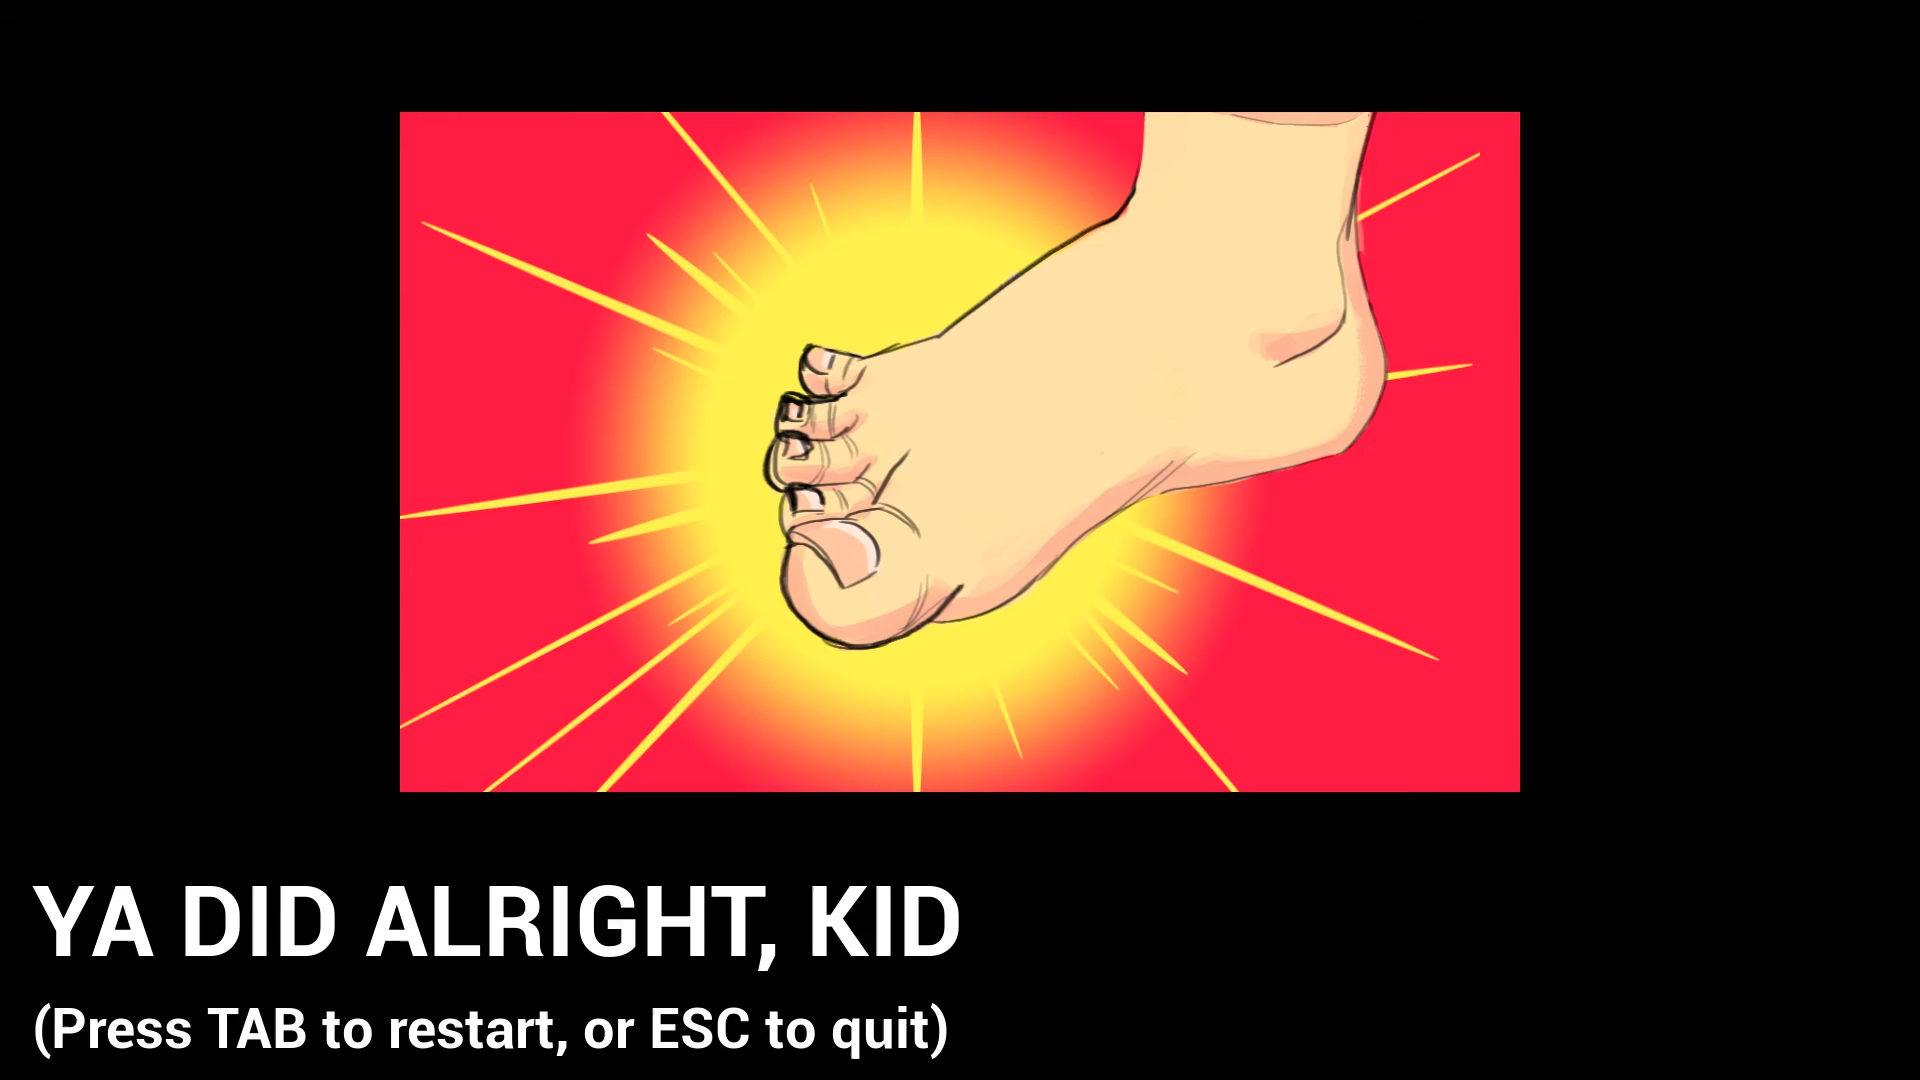 YA DID ALRIGHT, KID
(Press TAB to restart, or ESC to quit)